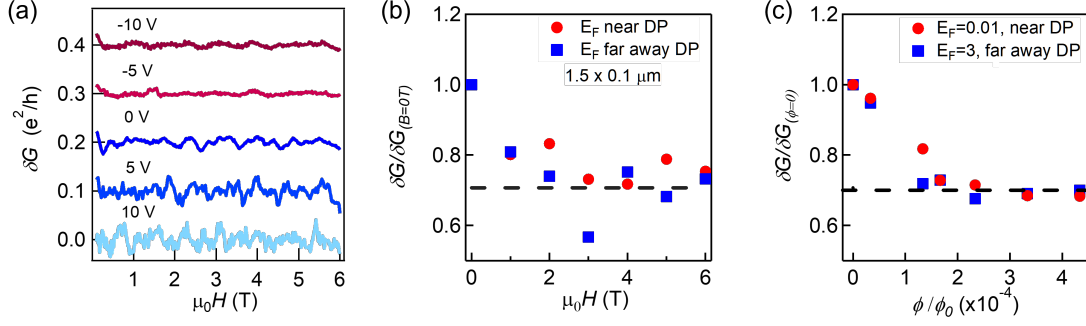 (a)
-10 V
-5 V
0 V
5 V
10 V
0.4
0.3
0.2
0.1
0.0
δG (e²/h)
0 1 2 3 4 5 6
μ₀H (T)
(b)
E_F near DP
E_F far away DP
1.5 x 0.1 μm
1.2
1.0
0.8
0.6
δG/δG_(B=0T)
0 2 4 6
μ₀H (T)
(c)
E_F=0.01, near DP
E_F=3, far away DP
1.2
1.0
0.8
0.6
δG/δG_(ϕ=0)
0 1 2 3 4
ϕ/ϕ₀ (x10⁻⁴)